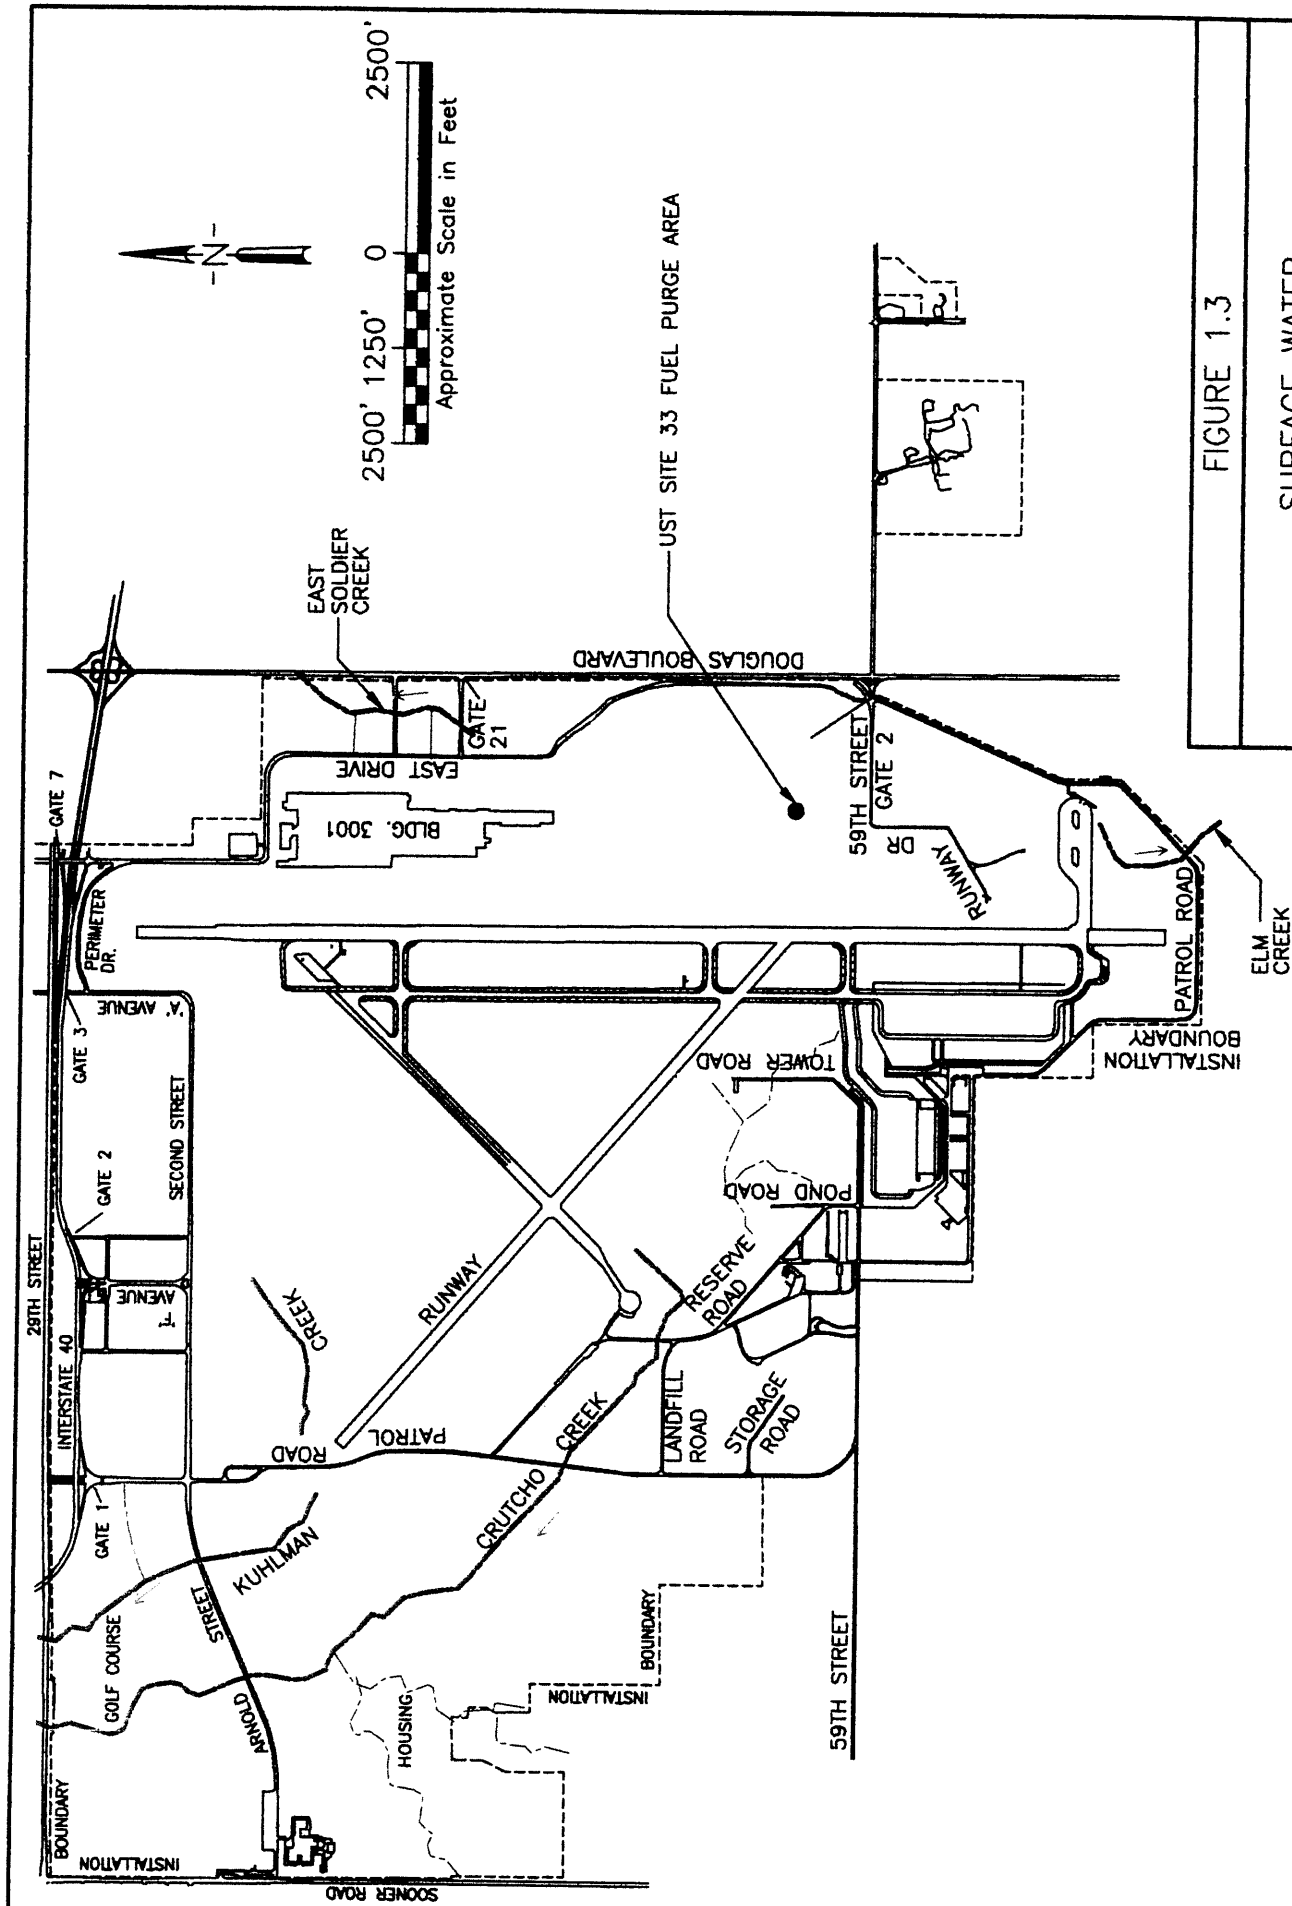 29TH STREET
INTERSTATE 40
GATE 1
GATE 2
GATE 3
GATE 7
PERIMETER
DR.
'A' AVENUE
SECOND STREET
'F'
AVENUE
BOUNDARY
INSTALLATION
GOLF COURSE
ARNOLD
STREET
KUHLMAN
CREEK
SOONER ROAD
HOUSING
INSTALLATION
BOUNDARY
CRUTCHO
CREEK
PATROL
ROAD
RUNWAY
LANDFILL
ROAD
STORAGE
ROAD
RESERVE
ROAD
POND ROAD
TOWER ROAD
59TH STREET
BLDG. 3001
EAST DRIVE
GATE
21
EAST
SOLDIER
CREEK
DOUGLAS BOULEVARD
UST SITE 33 FUEL PURGE AREA
59TH STREET
GATE 2
RUNWAY
DR
PATROL ROAD
INSTALLATION
BOUNDARY
ELM
CREEK
-N-
2500' 1250' 0 2500'
Approximate Scale in Feet
FIGURE 1.3
SURFACE WATER